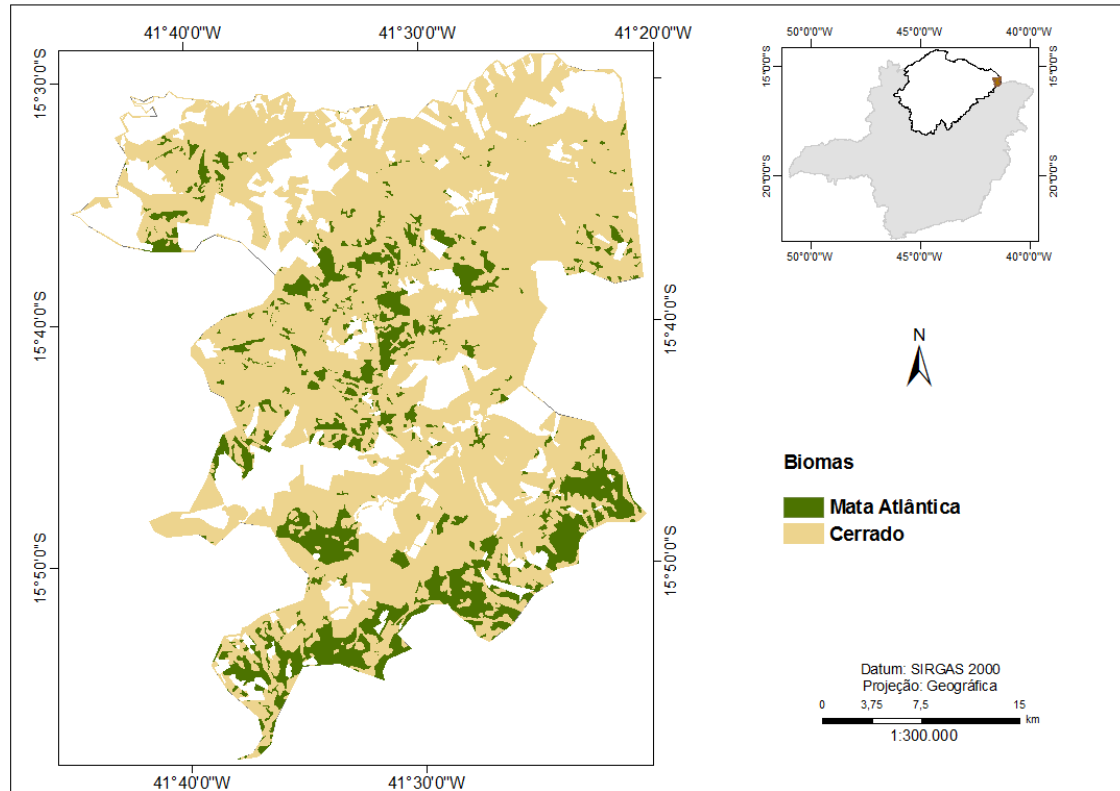 41°40'0"W 41°30'0"W 41°20'0"W
15°30'0"S
15°40'0"S
15°50'0"S
15°40'0"S
15°50'0"S
41°40'0"W 41°30'0"W
50°0'0"W 45°0'0"W 40°0'0"W
15°0'0"S
20°0'0"S
15°0'0"S
20°0'0"S
50°0'0"W 45°0'0"W 40°0'0"W
N
Biomas
Mata Atlântica
Cerrado
Datum: SIRGAS 2000
Projeção: Geográfica
0 3,75 7,5 15
km
1:300.000